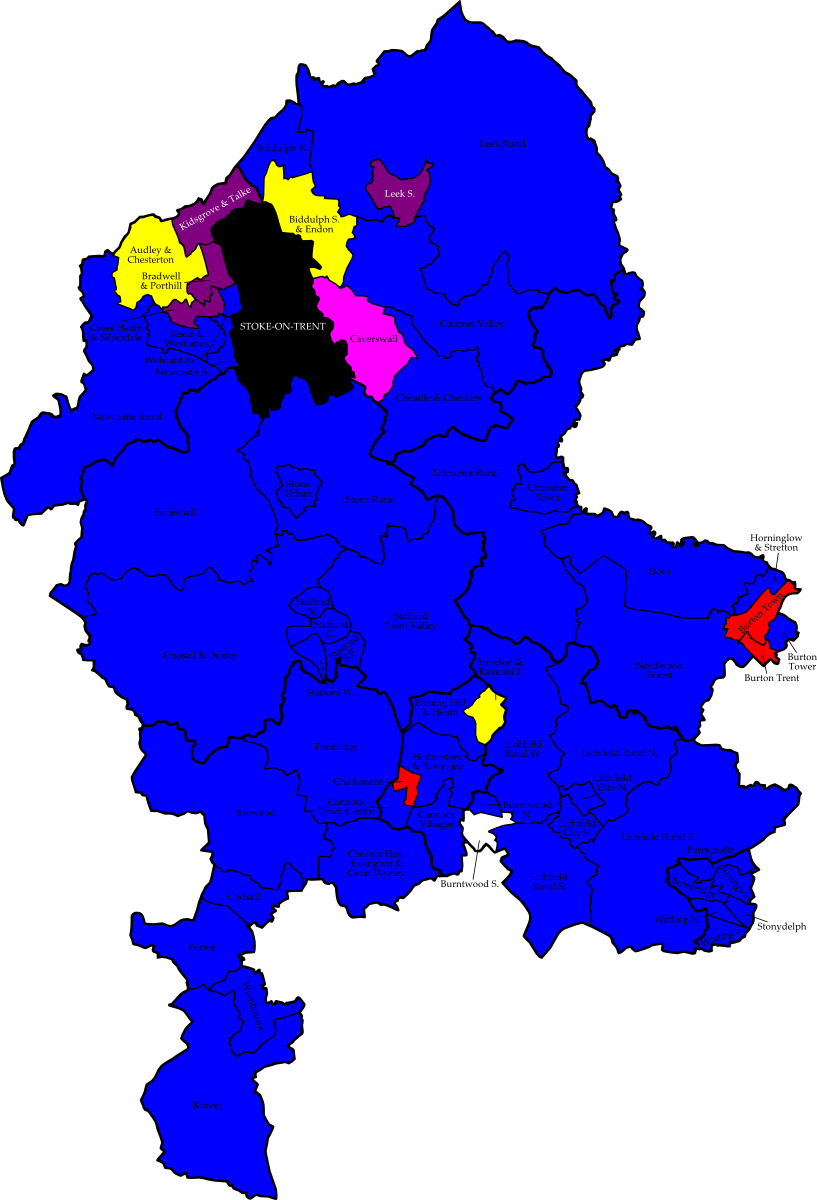 Leek Rural
Biddulph N.
Leek S.
Kidsgrove & Talke
Biddulph S.
& Endon
Audley &
Chesterton
Bradwell
& Porthill
STOKE-ON-TRENT
Caverswall
Churnet Valley
Cross Heath
& Silverdale
Keele &
Westlands
Wolstanton
Newcastle S.
Newcastle Rural
Cheadle & Checkley
Uttoxeter Rural
Uttoxeter
Town
Stone
Urban
Stone Rural
Eccleshall
Horninglow
& Stretton
Dove
Burton Town
Burton
Tower
Burton Trent
Needwood
Forest
Stafford
N.
Stafford
C.
Stafford
Trent Valley
Stafford
S.E.
Gnosall & Doxey
Stafford W.
Brereton &
Ravenhill
Etching Hill
& Heath
Penkridge
Lichfield
Rural W.
Lichfield Rural N.
Hednesford
& Rawnsley
Chadsmoor
Lichfield
City N.
Cannock
Town Centre
Cannock
Villages
Burntwood
N.
Lichfield
City S.
Lichfield Rural E.
Brewood
Cheslyn Hay,
Essington &
Great Wyrley
Perrycrofts
Burntwood S.
Lichfield
Rural S.
Bolehall
Codsall
Watling N.
Stonydelph
Perton
Wombourne
Kinver